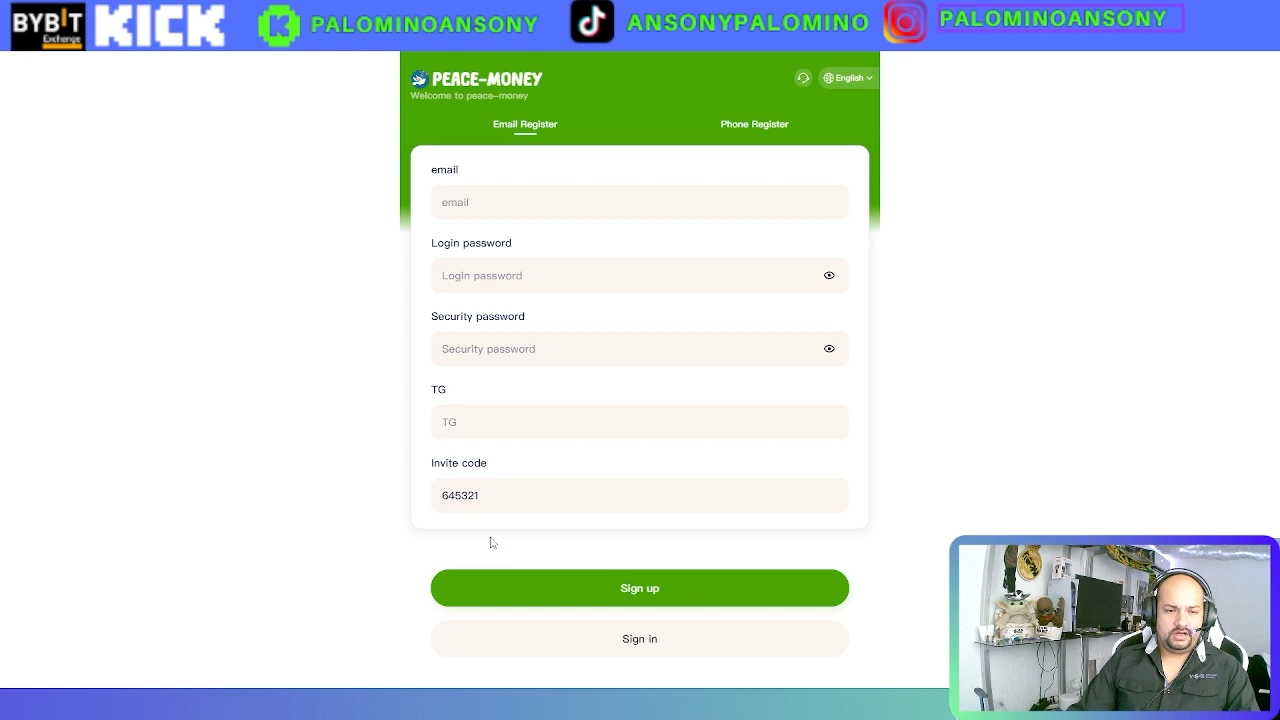 BYBIT
Exchange
KICK
PALOMINOANSONY
ANSONYPALOMINO
PALOMINOANSONY
PEACE-MONEY
English
Welcome to peace-money
Email Register
Phone Register
email
email
Login password
Login password
Security password
Security password
TG
TG
Invite code
645321
Sign up
Sign in